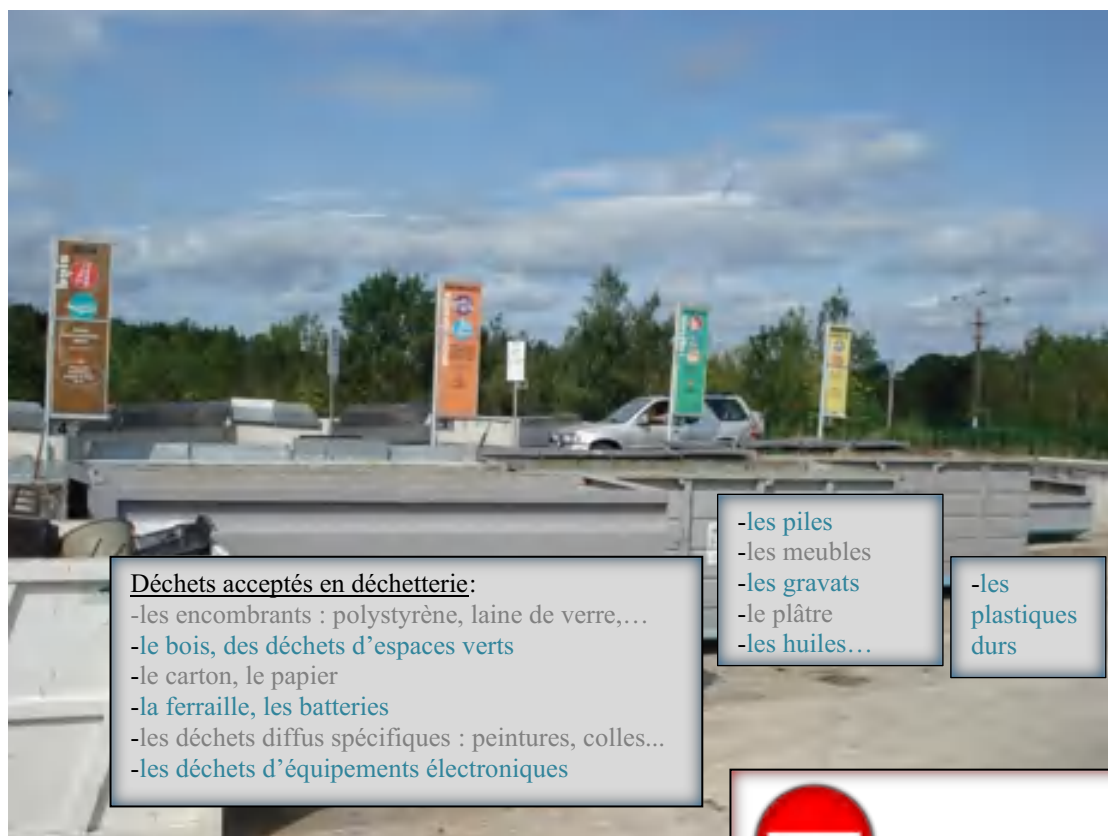 bois
Déchets acceptés en déchetterie:
-les encombrants : polystyrène, laine de verre,…
-le bois, des déchets d’espaces verts
-le carton, le papier
-la ferraille, les batteries
-les déchets diffus spécifiques : peintures, colles...
-les déchets d’équipements électroniques
-les piles
-les meubles
-les gravats
-le plâtre
-les huiles…
-les
plastiques
durs